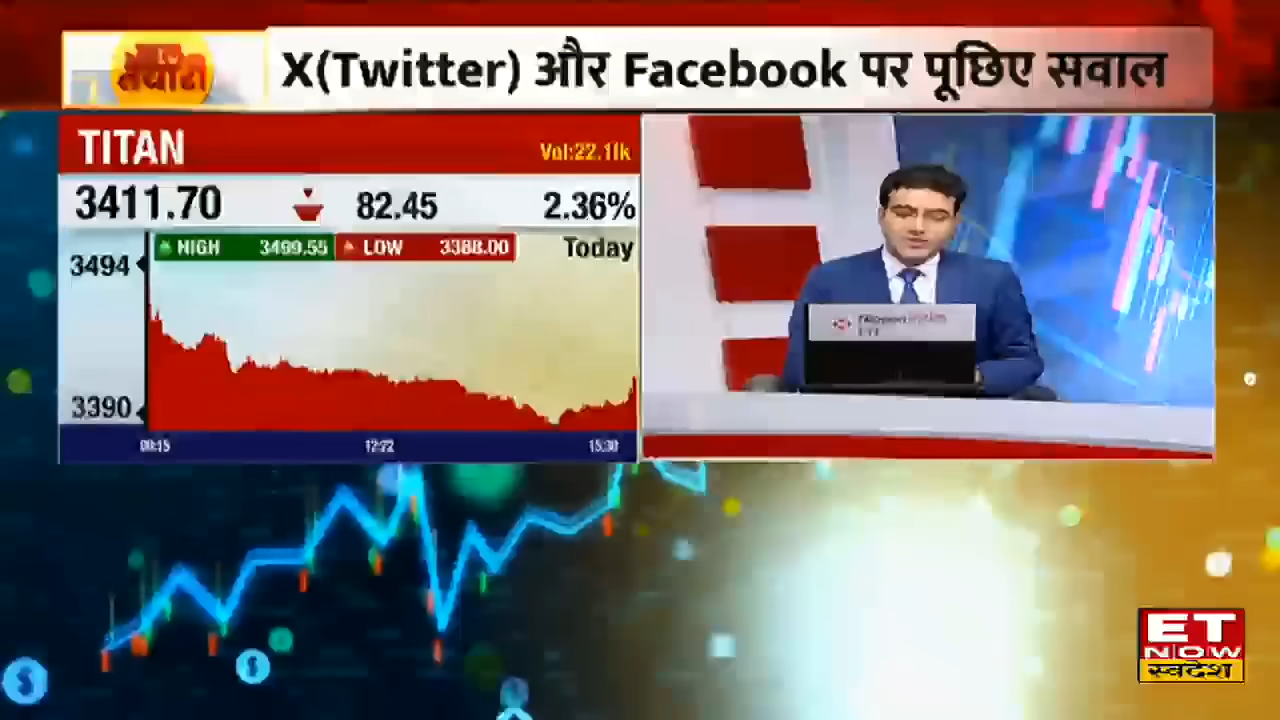 तैयारी
X(Twitter) और Facebook पर पूछिए सवाल
TITAN
Vol:22.1lk
3411.70 82.45 2.36%
HIGH 3499.55 LOW 3388.00 Today
3494
3390
09:15 12:22 15:30
ET
NOW
स्वदेश